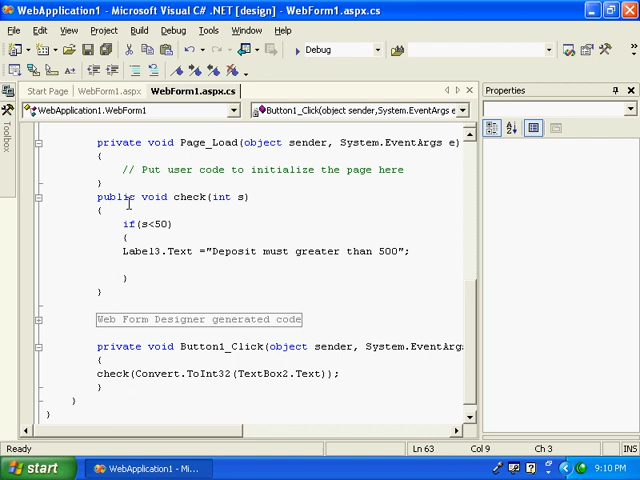 WebApplication1 - Microsoft Visual C# .NET [design] - WebForm1.aspx.cs
File Edit View Project Build Debug Tools Window Help
Debug
Start Page WebForm1.aspx WebForm1.aspx.cs
Properties
WebApplication1.WebForm1
Button1_Click(object sender,System.EventArgs e
Toolbox
private void Page_Load(object sender, System.EventArgs e)
{
// Put user code to initialize the page here
}
public void check(int s)
{
if(s<50)
{
Label3.Text ="Deposit must greater than 500";
}
}
Web Form Designer generated code
private void Button1_Click(object sender, System.EventArgs
{
check(Convert.ToInt32(TextBox2.Text));
}
}
}
Ready
Ln 63 Col 9 Ch 3 INS
start
WebApplication1 - Mi...
9:10 PM